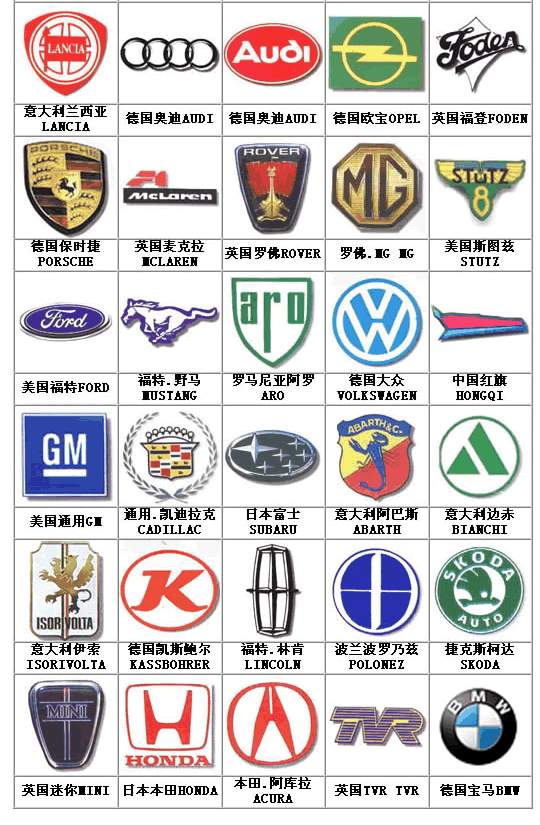 LANCIA
Audi
Foden
意大利兰西亚
LANCIA
德国奥迪AUDI
德国奥迪AUDI
德国欧宝OPEL
英国福登FODEN
PORSCHE
McLaren
ROVER
MG
STUTZ
8
德国保时捷
PORSCHE
英国麦克拉
MCLAREN
英国罗佛ROVER
罗佛.MG MG
美国斯图兹
STUTZ
Ford
aro
美国福特FORD
福特.野马
MUSTANG
罗马尼亚阿罗
ARO
德国大众
VOLKSWAGEN
中国红旗
HONGQI
GM
ABARTH&C.
美国通用GM
通用.凯迪拉克
CADILLAC
日本富士
SUBARU
意大利阿巴斯
ABARTH
意大利边赤
BIANCHI
ISORIVOLTA
K
SKODA
AUTO
意大利伊索
ISORIVOLTA
德国凯斯鲍尔
KASSBOHRER
福特.林肯
LINCOLN
波兰波罗乃兹
POLONEZ
捷克斯柯达
SKODA
MINI
HONDA
TVR
BMW
英国迷你MINI
日本本田HONDA
本田.阿库拉
ACURA
英国TVR TVR
德国宝马BMW